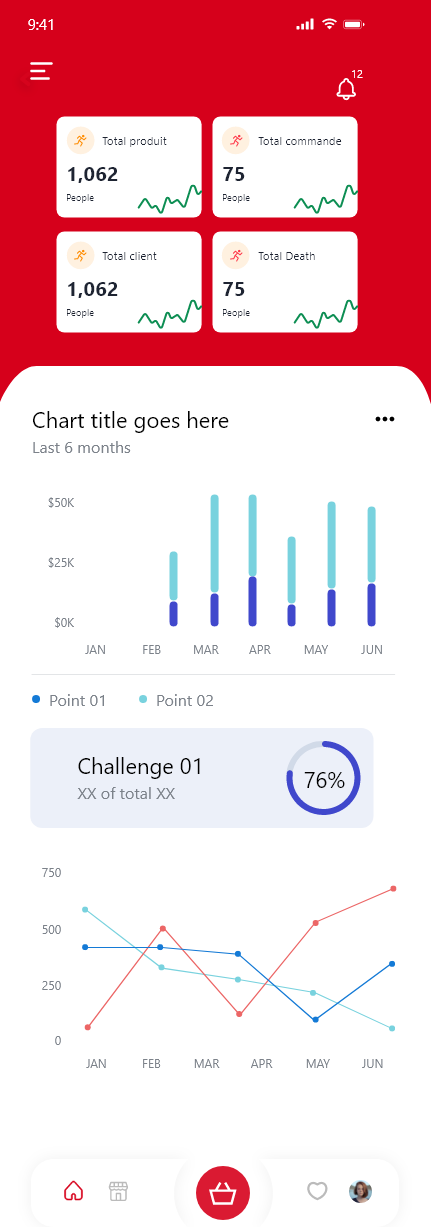 9:41
12
Total produit
1,062
People
Total commande
75
People
Total client
1,062
People
Total Death
75
People
Chart title goes here
Last 6 months
$50K
$25K
$0K
JAN FEB MAR APR MAY JUN
Point 01 Point 02
Challenge 01
XX of total XX
76%
750
500
250
0
JAN FEB MAR APR MAY JUN